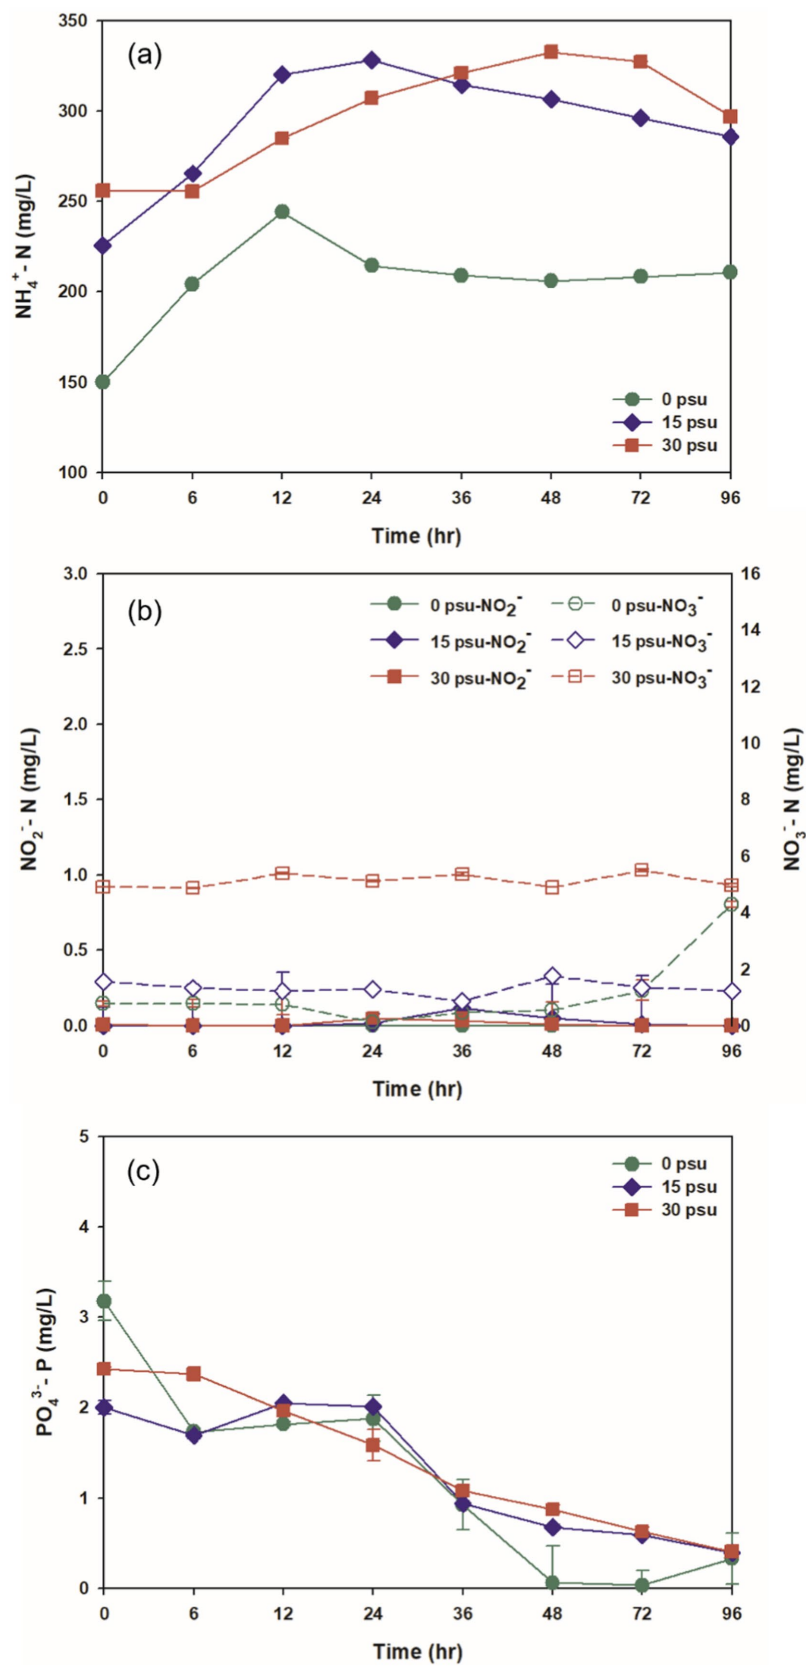 (a)
350
300
250
200
150
100
NH₄⁺- N (mg/L)
0 psu
15 psu
30 psu
0 6 12 24 36 48 72 96
Time (hr)
(b)
3.0
2.5
2.0
1.5
1.0
0.5
0.0
NO₂⁻- N (mg/L)
0 psu-NO₂⁻ 0 psu-NO₃⁻
15 psu-NO₂⁻ 15 psu-NO₃⁻
30 psu-NO₂⁻ 30 psu-NO₃⁻
16
14
12
10
8
6
4
2
0
NO₃⁻- N (mg/L)
0 6 12 24 36 48 72 96
Time (hr)
(c)
5
4
3
2
1
0
PO₄³⁻- P (mg/L)
0 psu
15 psu
30 psu
0 6 12 24 36 48 72 96
Time (hr)